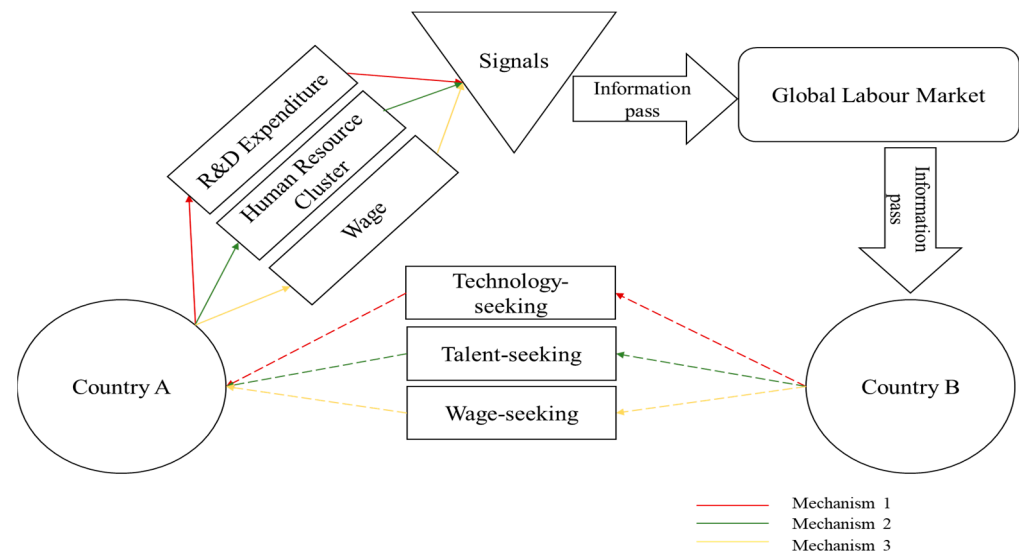 Signals
Information
pass
Global Labour Market
R&D Expenditure
Human Resource
Cluster
Wage
Information
pass
Technology-
seeking
Talent-seeking
Wage-seeking
Country A
Country B
Mechanism 1
Mechanism 2
Mechanism 3